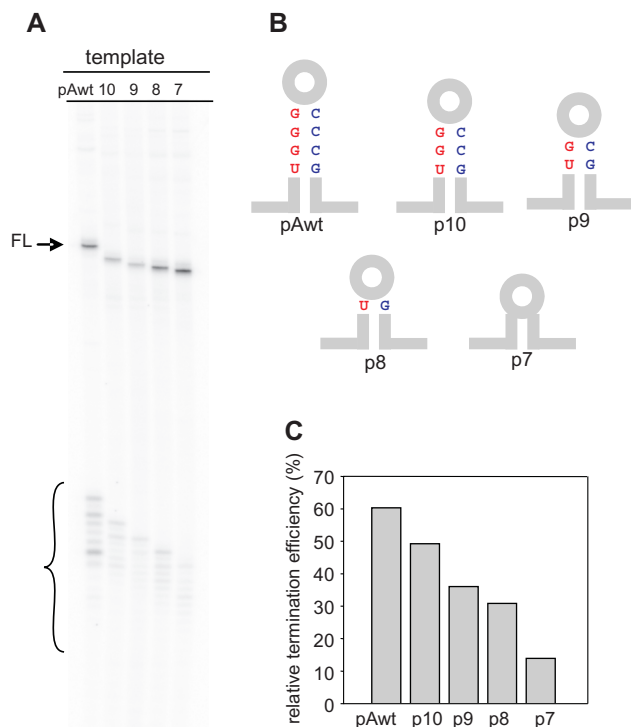 A
template
pAwt 10 9 8 7
FL
B
G C
G C
G C
U G
pAwt
G C
G C
U G
p10
G C
U G
p9
U G
p8
p7
C
relative termination efficiency (%)
70
60
50
40
30
20
10
0
pAwt p10 p9 p8 p7